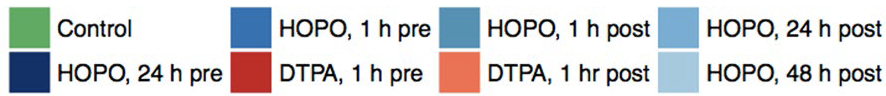 Control HOPO, 1 h pre HOPO, 1 h post HOPO, 24 h post
HOPO, 24 h pre DTPA, 1 h pre DTPA, 1 hr post HOPO, 48 h post